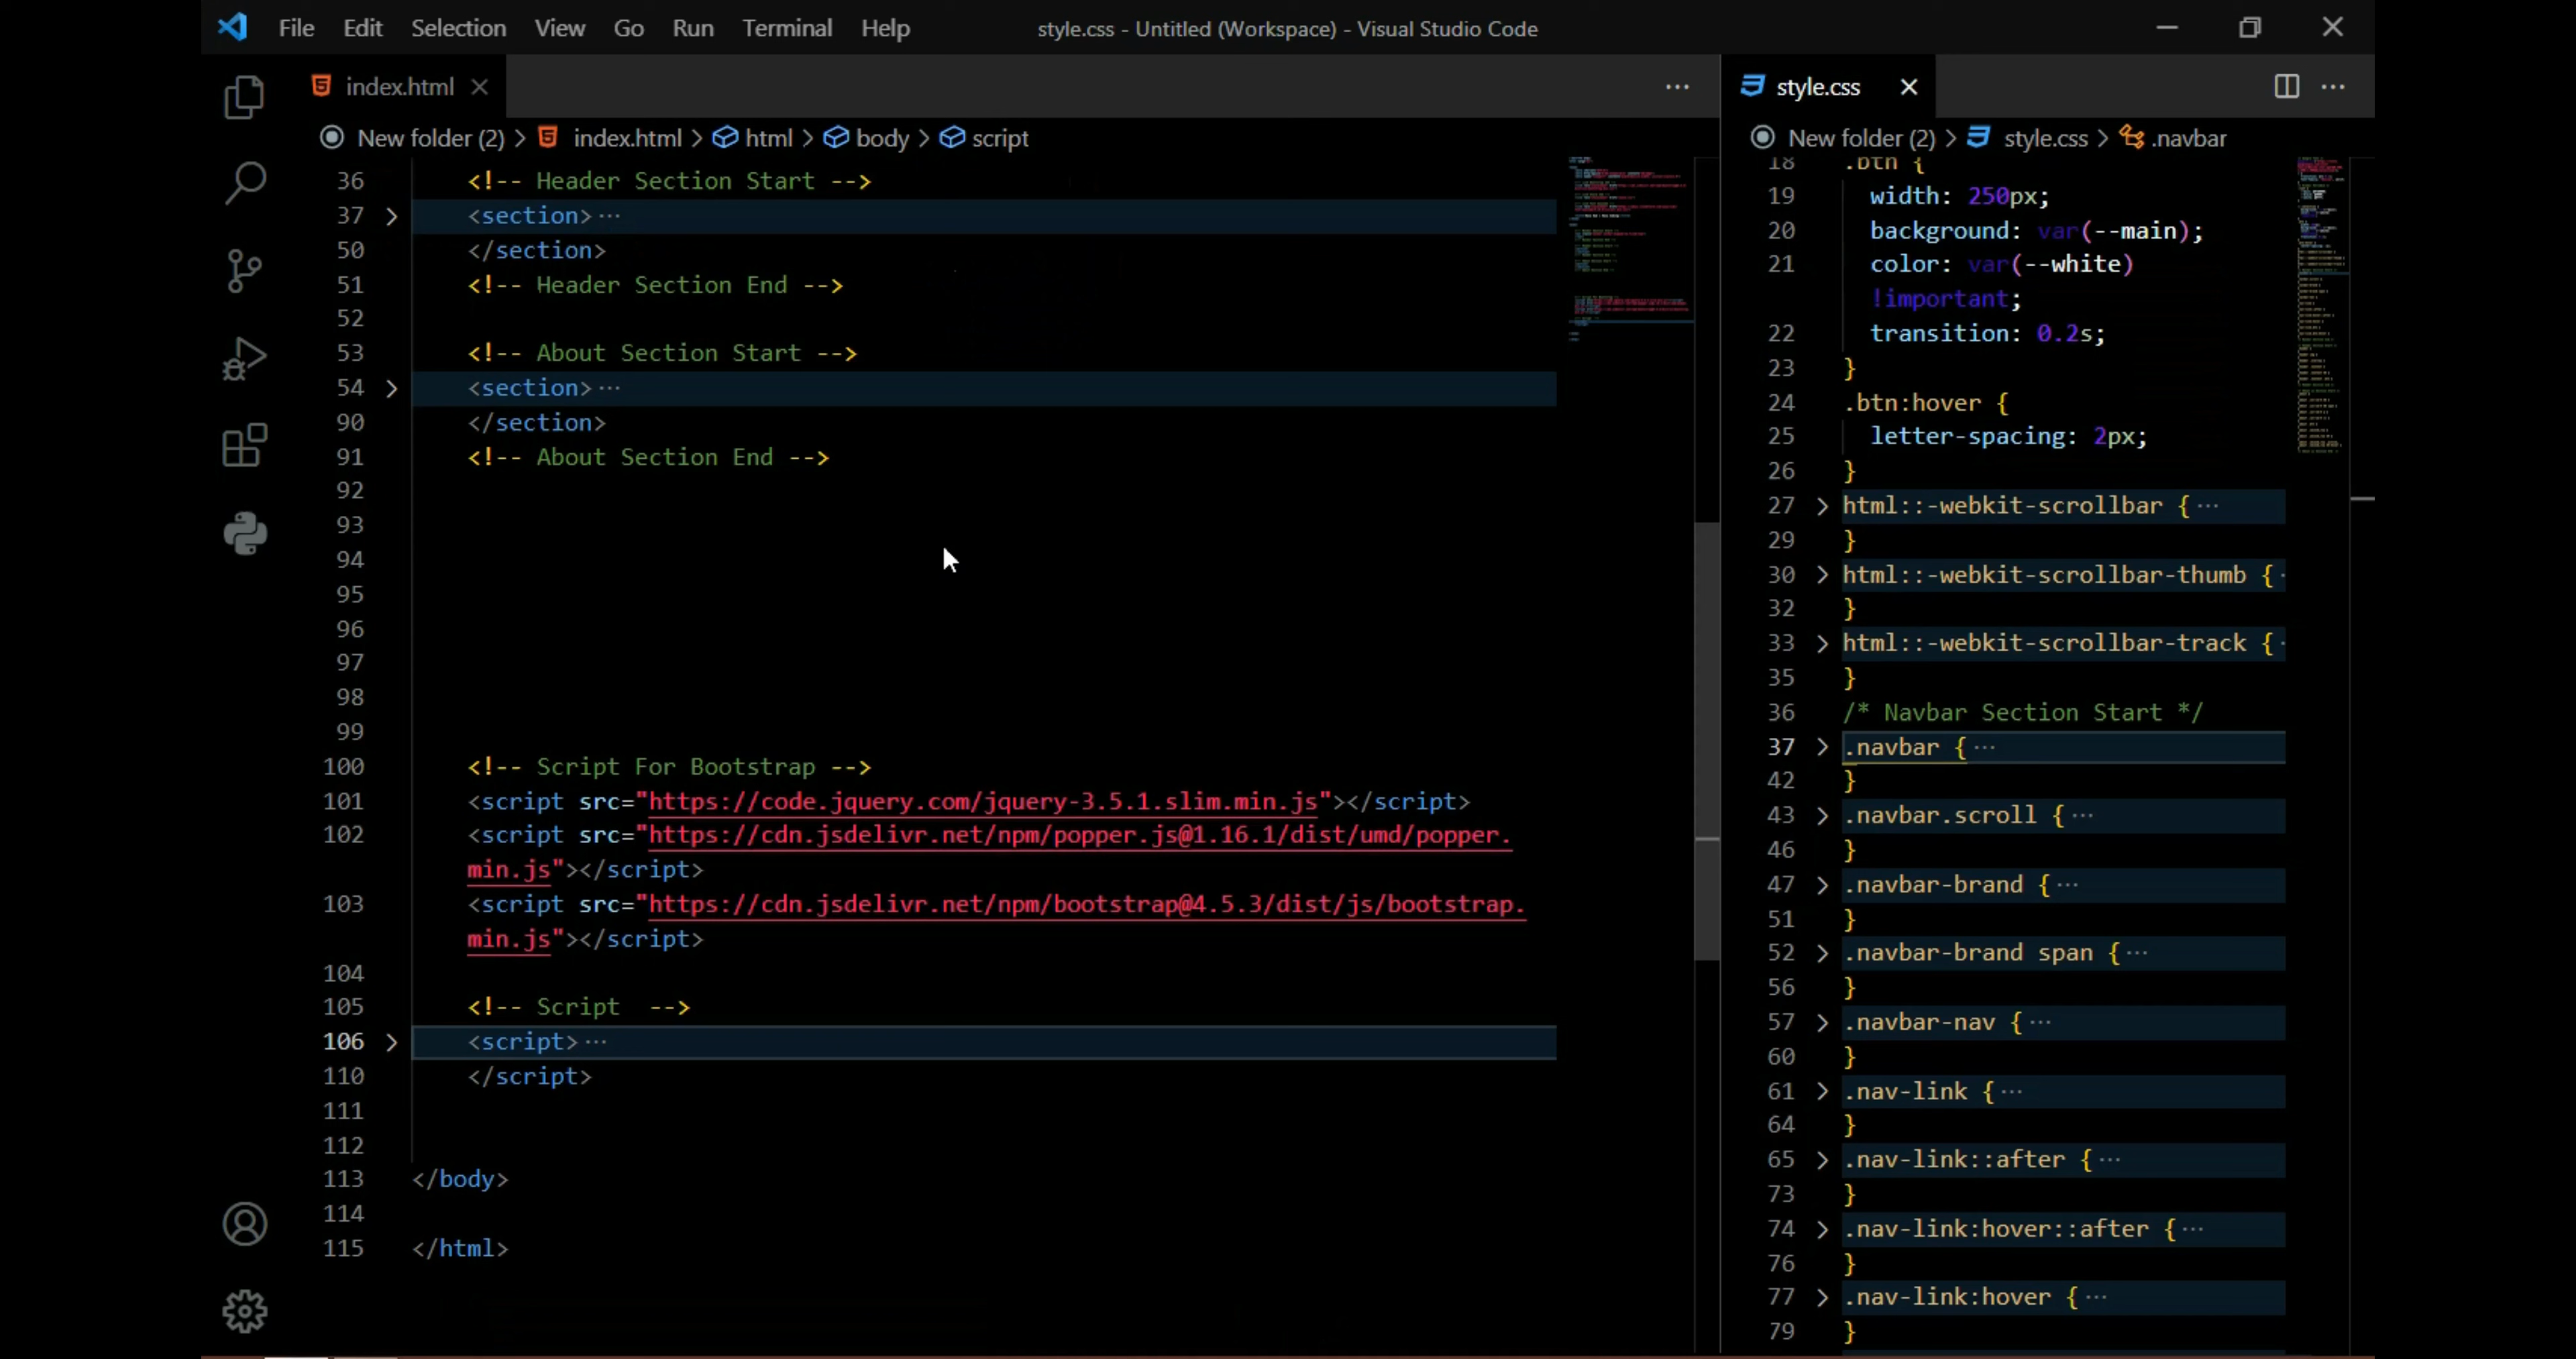 File Edit Selection View Go Run Terminal Help
style.css - Untitled (Workspace) - Visual Studio Code
index.html
New folder (2) > index.html > html > body > script
36 <!-- Header Section Start -->
37 <section>···
50 </section>
51 <!-- Header Section End -->
52
53 <!-- About Section Start -->
54 <section>···
90 </section>
91 <!-- About Section End -->
92
93
94
95
96
97
98
99
100 <!-- Script For Bootstrap -->
101 <script src="https://code.jquery.com/jquery-3.5.1.slim.min.js"></script>
102 <script src="https://cdn.jsdelivr.net/npm/popper.js@1.16.1/dist/umd/popper.
min.js"></script>
103 <script src="https://cdn.jsdelivr.net/npm/bootstrap@4.5.3/dist/js/bootstrap.
min.js"></script>
104
105 <!-- Script  -->
106 <script>···
110 </script>
111
112
113 </body>
114
115 </html>
style.css
New folder (2) > style.css > .navbar
18 .btn {
19 width: 250px;
20 background: var(--main);
21 color: var(--white)
!important;
22 transition: 0.2s;
23 }
24 .btn:hover {
25 letter-spacing: 2px;
26 }
27 html::-webkit-scrollbar {···
29 }
30 html::-webkit-scrollbar-thumb {·
32 }
33 html::-webkit-scrollbar-track {·
35 }
36 /* Navbar Section Start */
37 .navbar {···
42 }
43 .navbar.scroll {···
46 }
47 .navbar-brand {···
51 }
52 .navbar-brand span {···
56 }
57 .navbar-nav {···
60 }
61 .nav-link {···
64 }
65 .nav-link::after {···
73 }
74 .nav-link:hover::after {···
76 }
77 .nav-link:hover {···
79 }